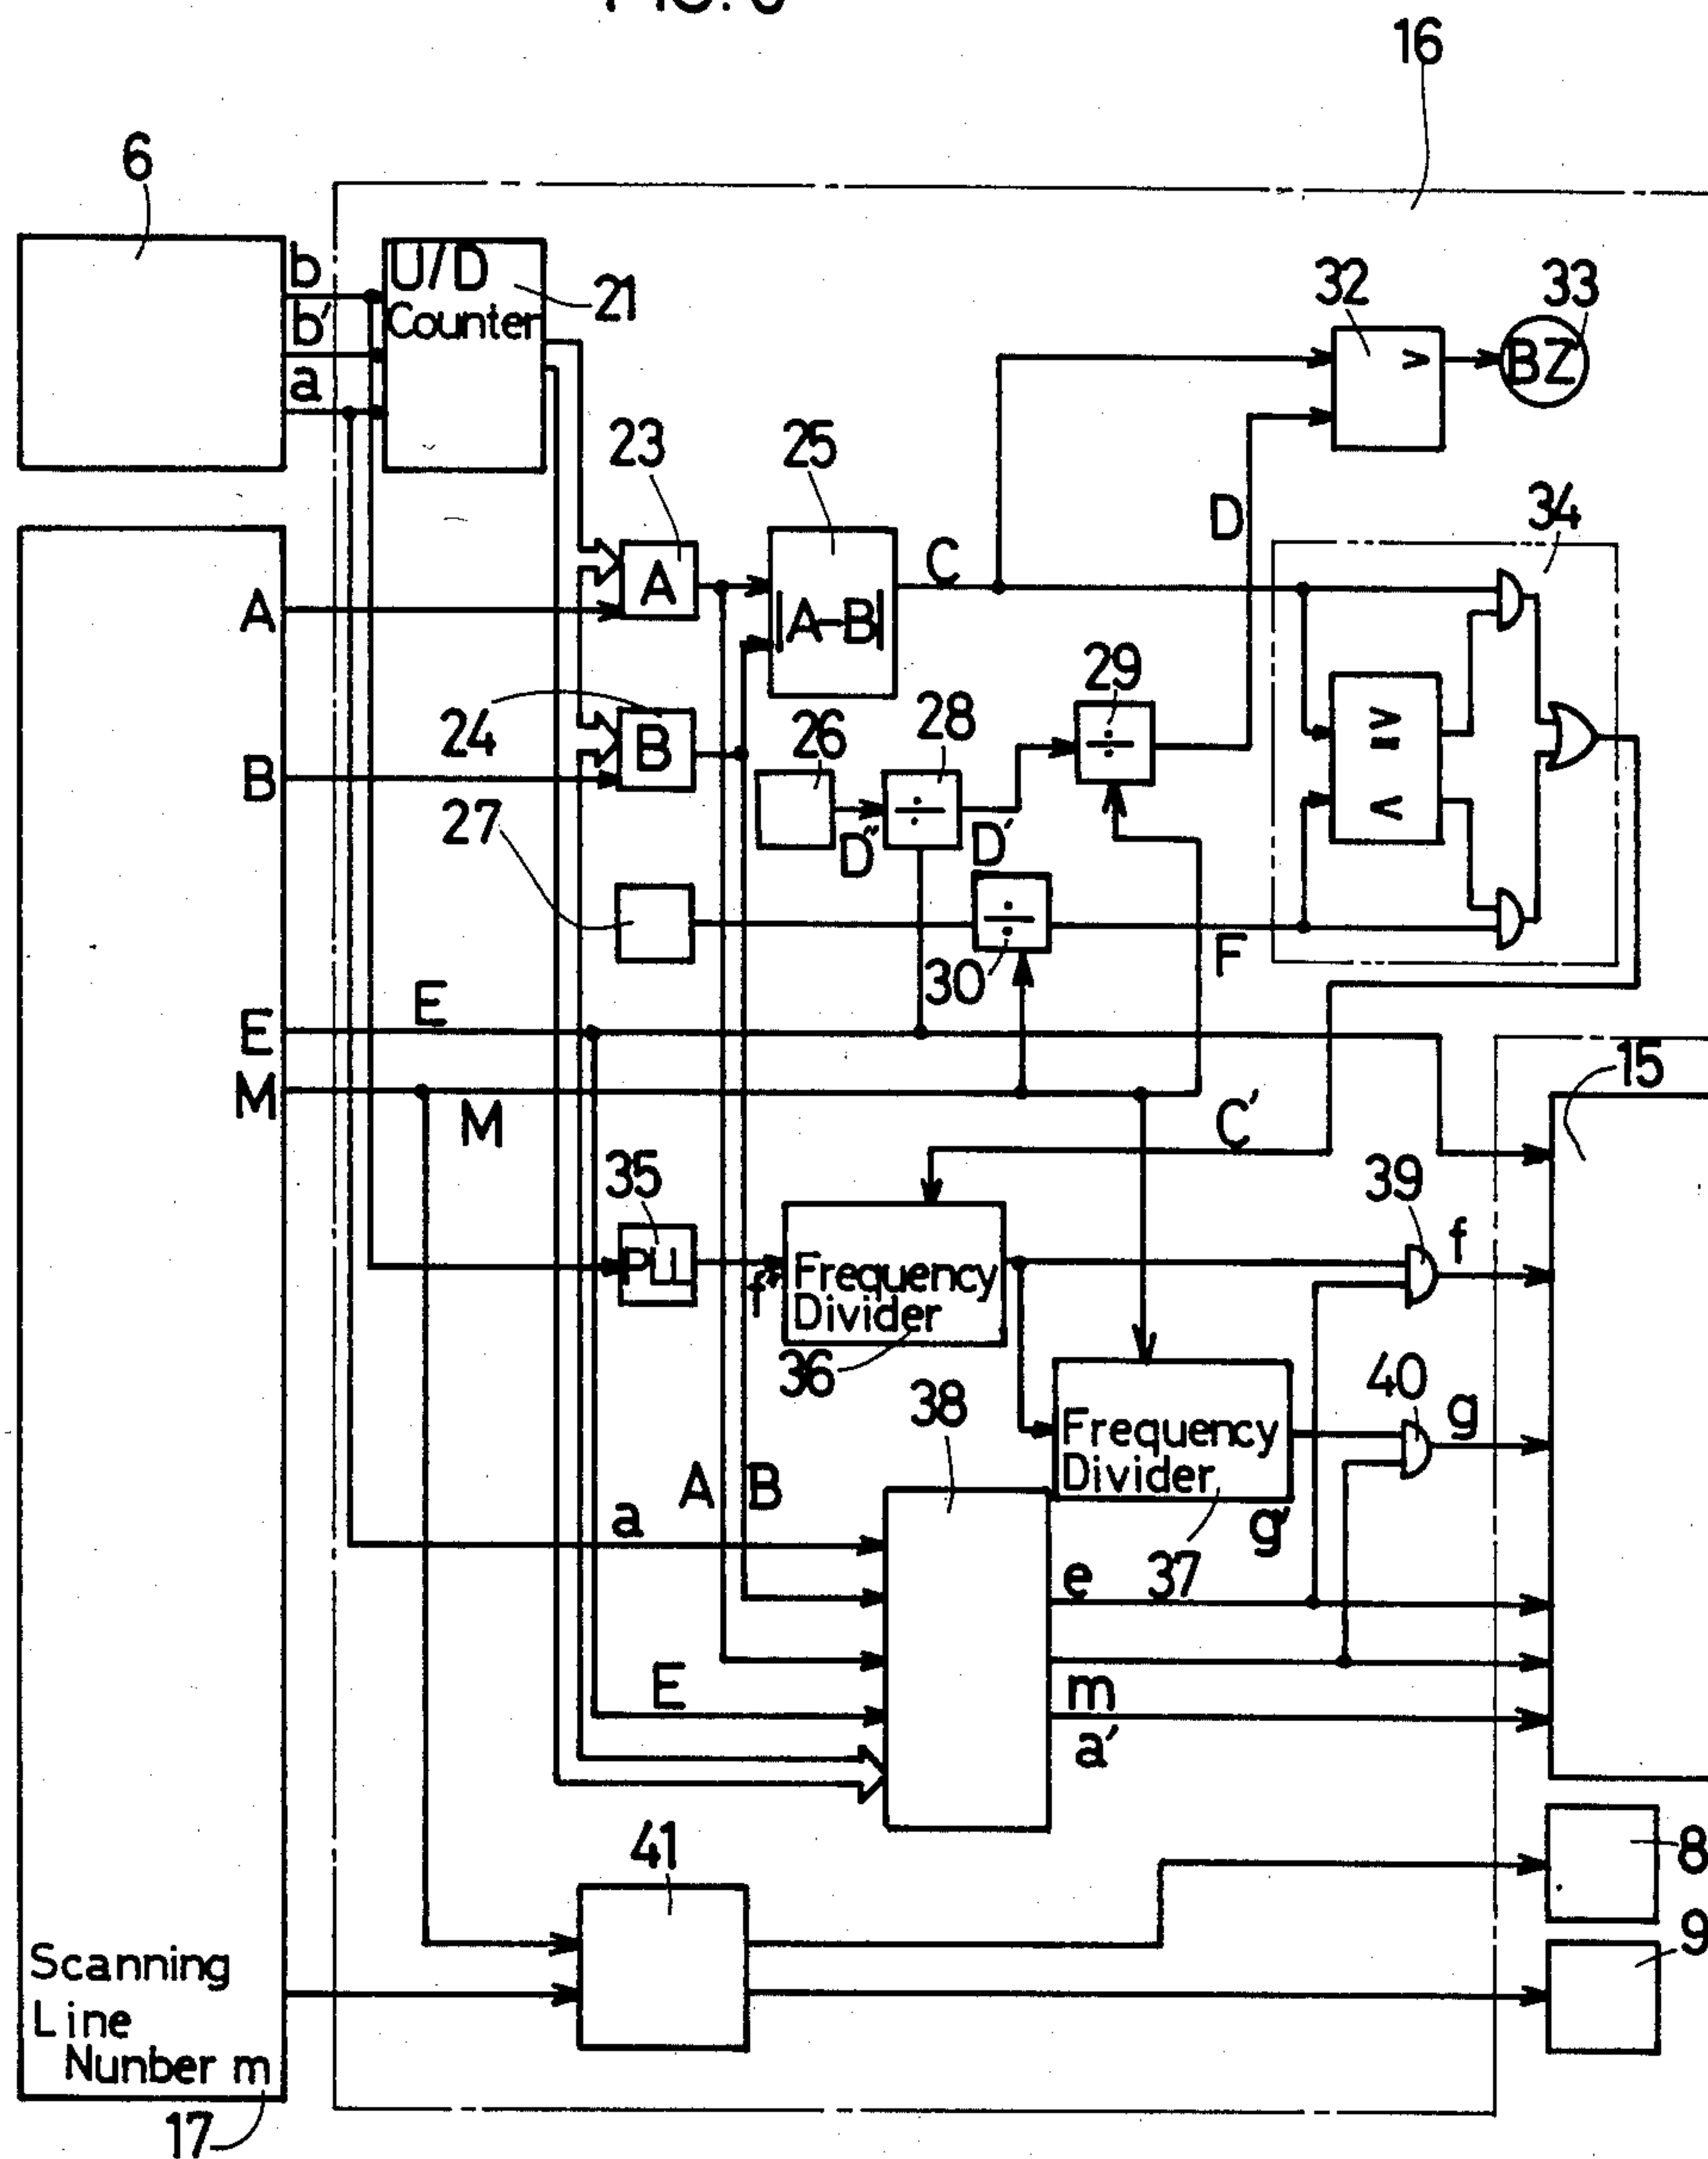 16
6
b
b′
a
U/D
Counter
21
32
33
>
BZ
23
25
D
34
A
A
|A-B|
C
29
≧
<
÷
24
B
26
28
B
27
D″
÷
D′
÷
30
F
E
E
M
M
15
C′
35
PLL
f′
Frequency
Divider
36
39
f
38
40
g
Frequency
Divider
g′
37
A
B
a
e
E
m
a′
41
8
9
Scanning
Line
Nunber m
17